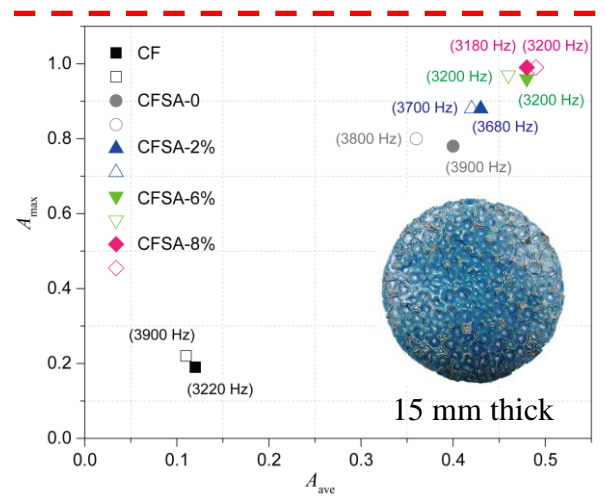 1.0
0.8
0.6
0.4
0.2
0.0
A_max
CF
CFSA-0
CFSA-2%
CFSA-6%
CFSA-8%
(3180 Hz) (3200 Hz)
(3200 Hz)
(3200 Hz)
(3700 Hz)
(3680 Hz)
(3800 Hz)
(3900 Hz)
(3900 Hz)
(3220 Hz)
15 mm thick
0.0 0.1 0.2 0.3 0.4 0.5
A_ave